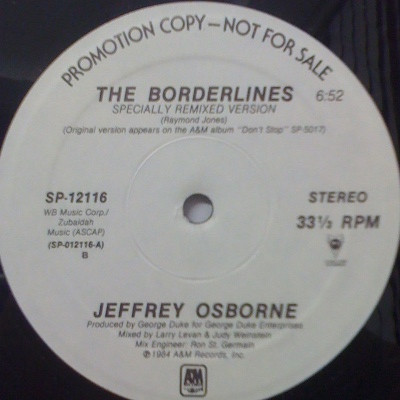 PROMOTION COPY—NOT FOR SALE
THE BORDERLINES 6:52
SPECIALLY REMIXED VERSION
(Raymond Jones)
(Original version appears on the A&M album "Don't Stop" SP-5017)
SP-12116
WB Music Corp./
Zubaidah
Music (ASCAP)
(SP-012116-A)
B
STEREO
33⅓ RPM
JEFFREY OSBORNE
Produced by George Duke for George Duke Enterprises
Mixed by Larry Levan & Judy Weinstein
Mix Engineer: Ron St. Germain
℗1984 A&M Records, Inc.
A&M